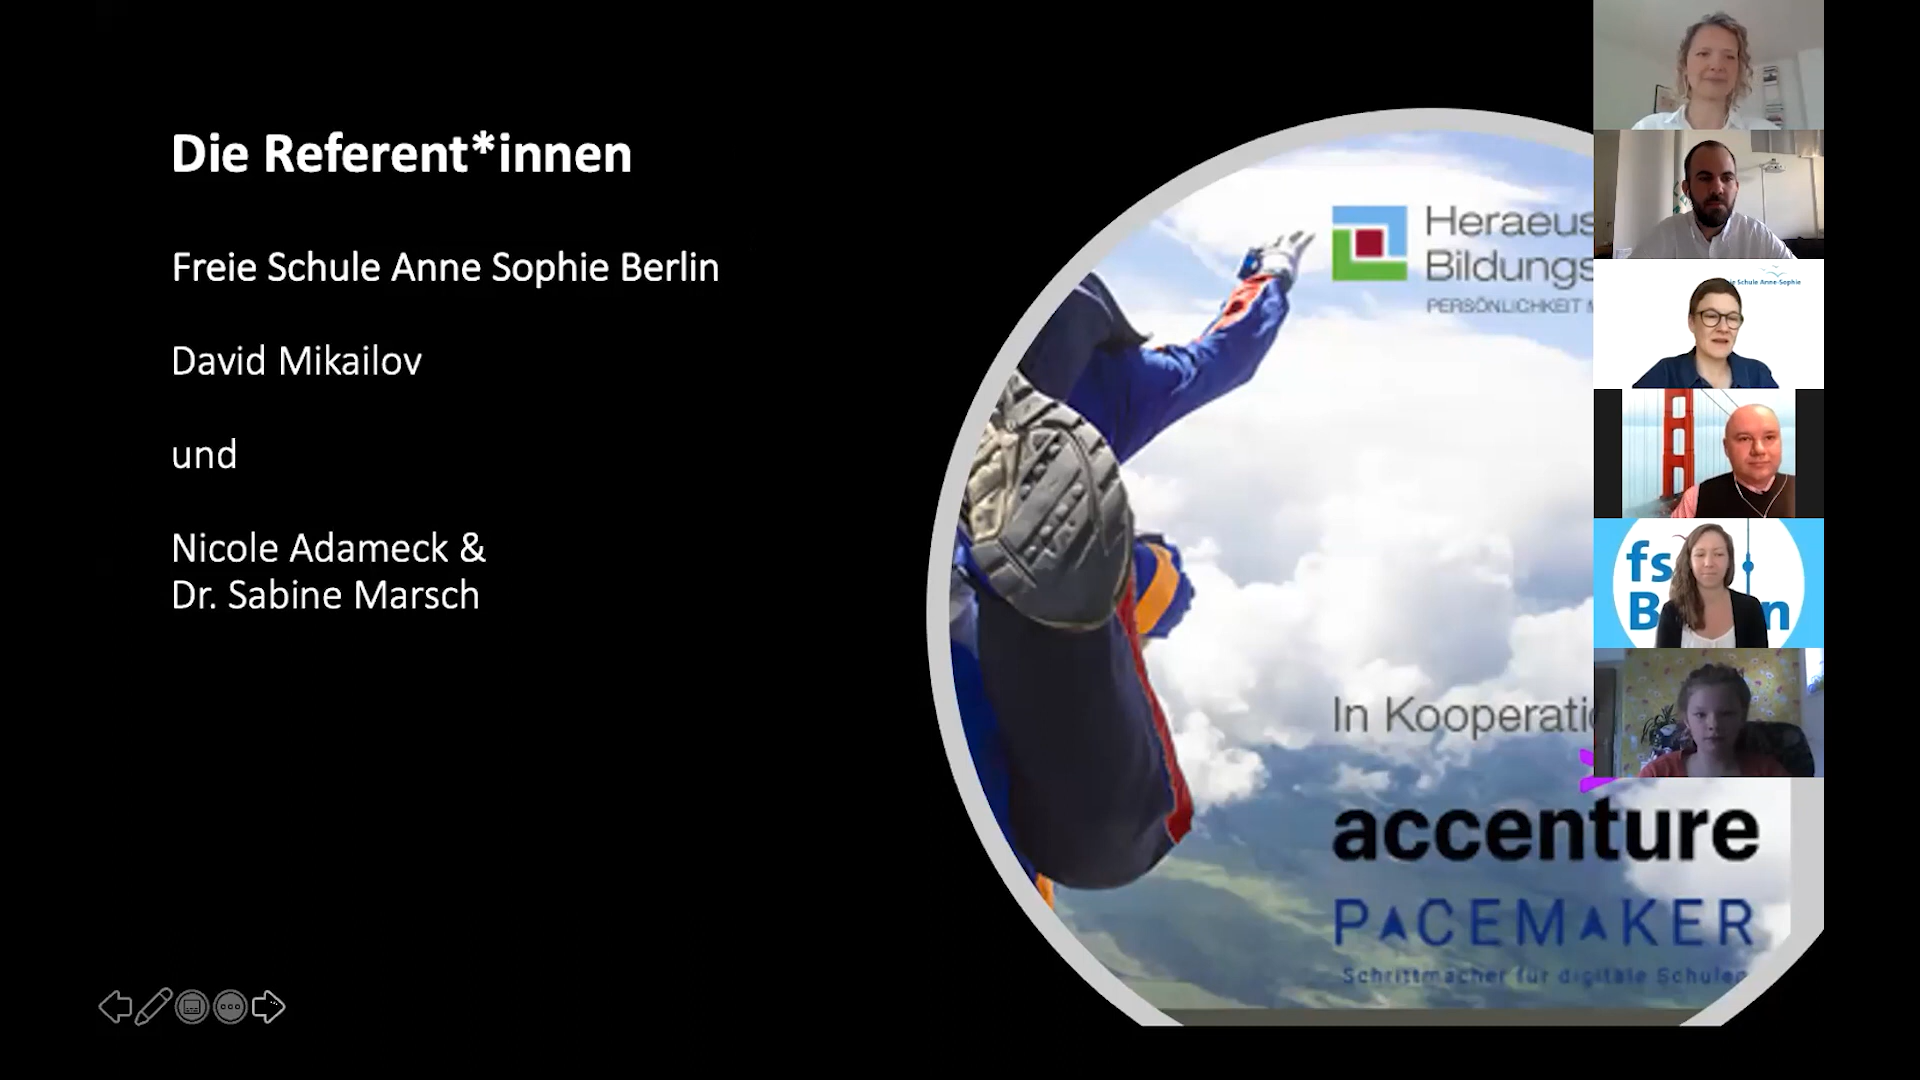 Die Referent*innen
Freie Schule Anne Sophie Berlin
David Mikailov
und
Nicole Adameck &
Dr. Sabine Marsch
Heraeus
Bildungs
PERSÖNLICHKEIT
In Kooperatio
accenture
PACEMAKER
Schrittmacher für digitale Schulen
e Schule Anne-Sophie
fs
B n